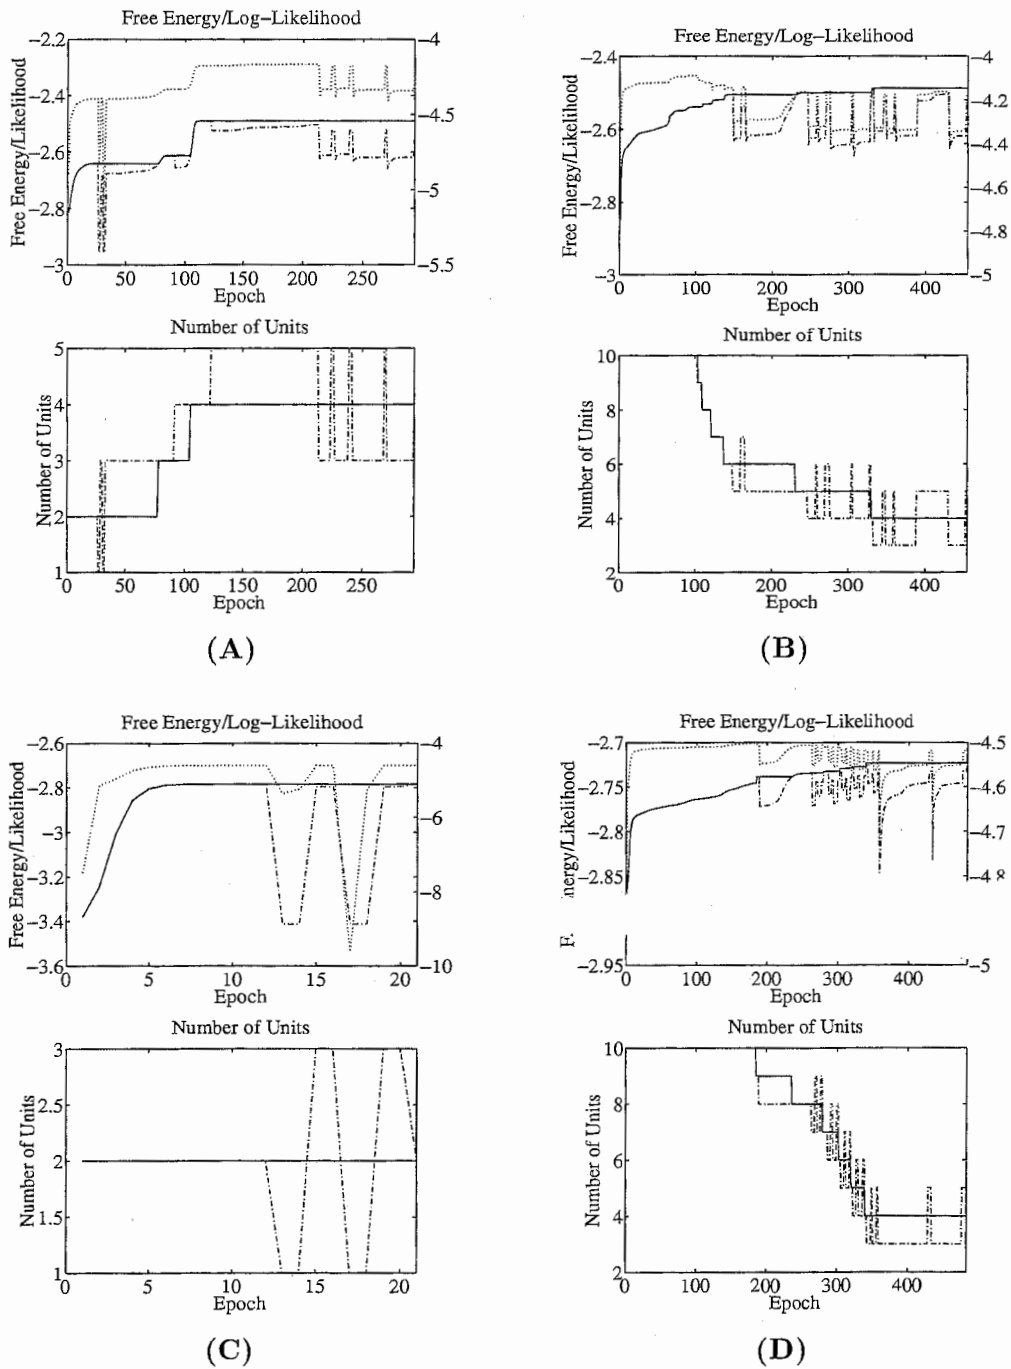 Free Energy/Log–Likelihood
Free Energy/Likelihood
−2.2
−2.4
−2.6
−2.8
−3
−4
−4.5
−5
−5.5
0 50 100 150 200 250
Epoch
Number of Units
Number of Units
5
4
3
2
1
0 50 100 150 200 250
Epoch
(A)
Free Energy/Log–Likelihood
Free Energy/Likelihood
−2.4
−2.6
−2.8
−3
−4
−4.2
−4.4
−4.6
−4.8
−5
0 100 200 300 400
Epoch
Number of Units
Number of Units
10
8
6
4
2
0 100 200 300 400
Epoch
(B)
Free Energy/Log–Likelihood
Free Energy/Likelihood
−2.6
−2.8
−3
−3.2
−3.4
−3.6
−4
−6
−8
−10
0 5 10 15 20
Epoch
Number of Units
Number of Units
3
2.5
2
1.5
1
0 5 10 15 20
Epoch
(C)
Free Energy/Log–Likelihood
F. nergy/Likelihood
−2.7
−2.75
−2.8
−2.85
−2.95
−4.5
−4.6
−4.7
−4.8
−5
0 100 200 300 400
Epoch
Number of Units
Number of Units
10
8
6
4
2
0 100 200 300 400
Epoch
(D)